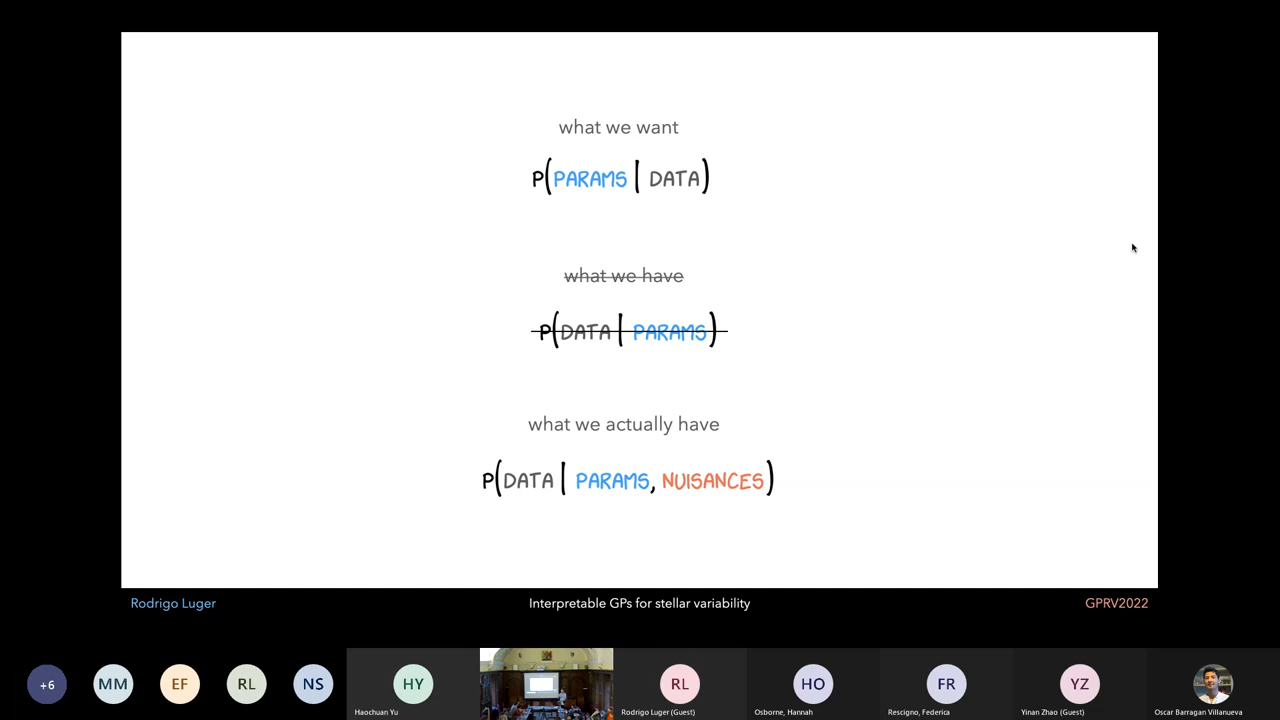 what we want
P(PARAMS | DATA)
what we have
P(DATA | PARAMS)
what we actually have
P(DATA | PARAMS, NUISANCES)
Rodrigo Luger
Interpretable GPs for stellar variability
GPRV2022
+6
MM
EF
RL
NS
HY
Haochuan Yu
RL
Rodrigo Luger (Guest)
HO
Osborne, Hannah
FR
Rescigno, Federica
YZ
Yinan Zhao (Guest)
Oscar Barragan Villanueva